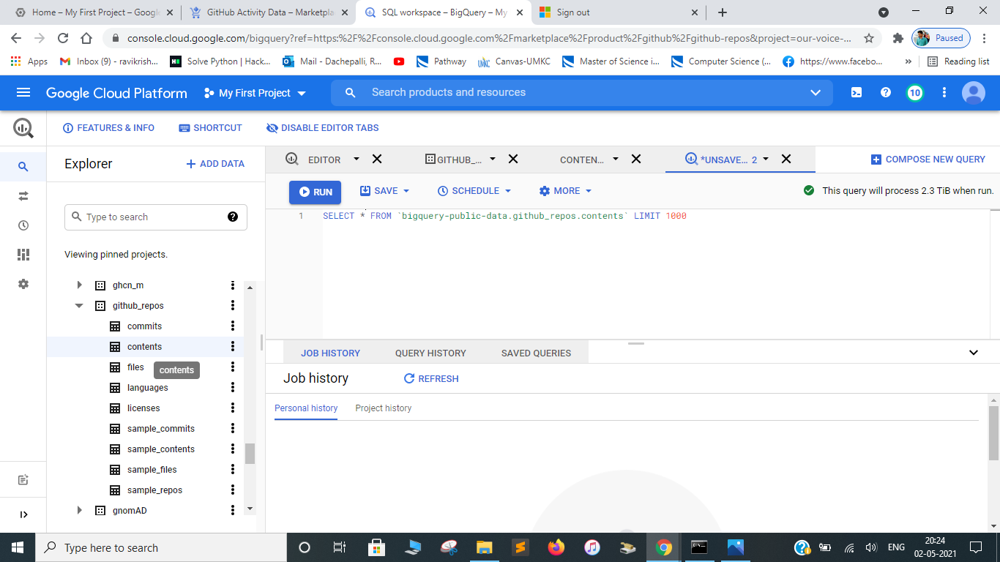 Home – My First Project – Google
GitHub Activity Data – Marketpla
SQL workspace – BigQuery – My
Sign out
console.cloud.google.com/bigquery?ref=https:%2F%2Fconsole.cloud.google.com%2Fmarketplace%2Fproduct%2Fgithub%2Fgithub-repos&project=our-voice-...
Paused
Apps
Inbox (9) - ravikrish...
Solve Python | Hack...
Mail - Dachepalli, R...
Pathway
Canvas-UMKC
Master of Science i...
Computer Science (...
https://www.facebo...
»
Reading list
Google Cloud Platform
My First Project
Search products and resources
10
FEATURES & INFO
SHORTCUT
DISABLE EDITOR TABS
Explorer
+ ADD DATA
EDITOR
GITHUB_...
CONTEN...
*UNSAVE... 2
COMPOSE NEW QUERY
RUN
SAVE
SCHEDULE
MORE
This query will process 2.3 TiB when run.
1 SELECT * FROM `bigquery-public-data.github_repos.contents` LIMIT 1000
Type to search
Viewing pinned projects.
ghcn_m
github_repos
commits
contents
files
contents
languages
licenses
sample_commits
sample_contents
sample_files
sample_repos
gnomAD
JOB HISTORY
QUERY HISTORY
SAVED QUERIES
Job history
REFRESH
Personal history
Project history
Type here to search
ENG
20:24
02-05-2021